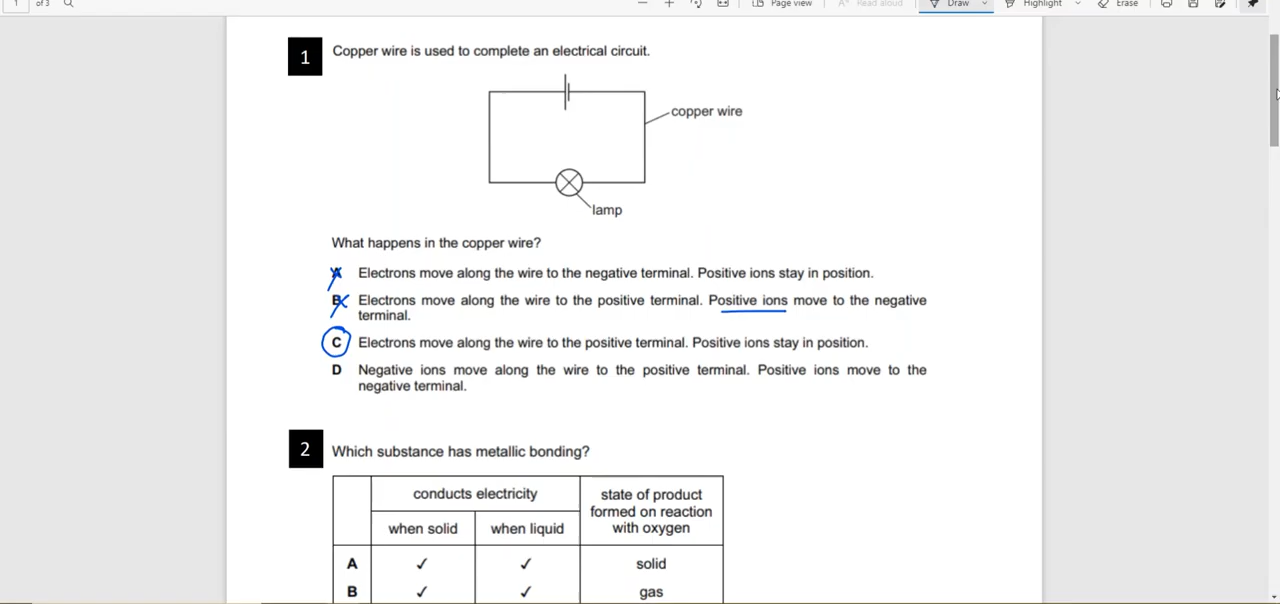 1 of 3 Page view Read aloud Draw Highlight Erase
1 Copper wire is used to complete an electrical circuit.
copper wire
lamp
What happens in the copper wire?
A Electrons move along the wire to the negative terminal. Positive ions stay in position.
B Electrons move along the wire to the positive terminal. Positive ions move to the negative
terminal.
C Electrons move along the wire to the positive terminal. Positive ions stay in position.
D Negative ions move along the wire to the positive terminal. Positive ions move to the
negative terminal.
2 Which substance has metallic bonding?
conducts electricity
state of product
formed on reaction
with oxygen
when solid when liquid
A ✓ ✓ solid
B ✓ ✓ gas